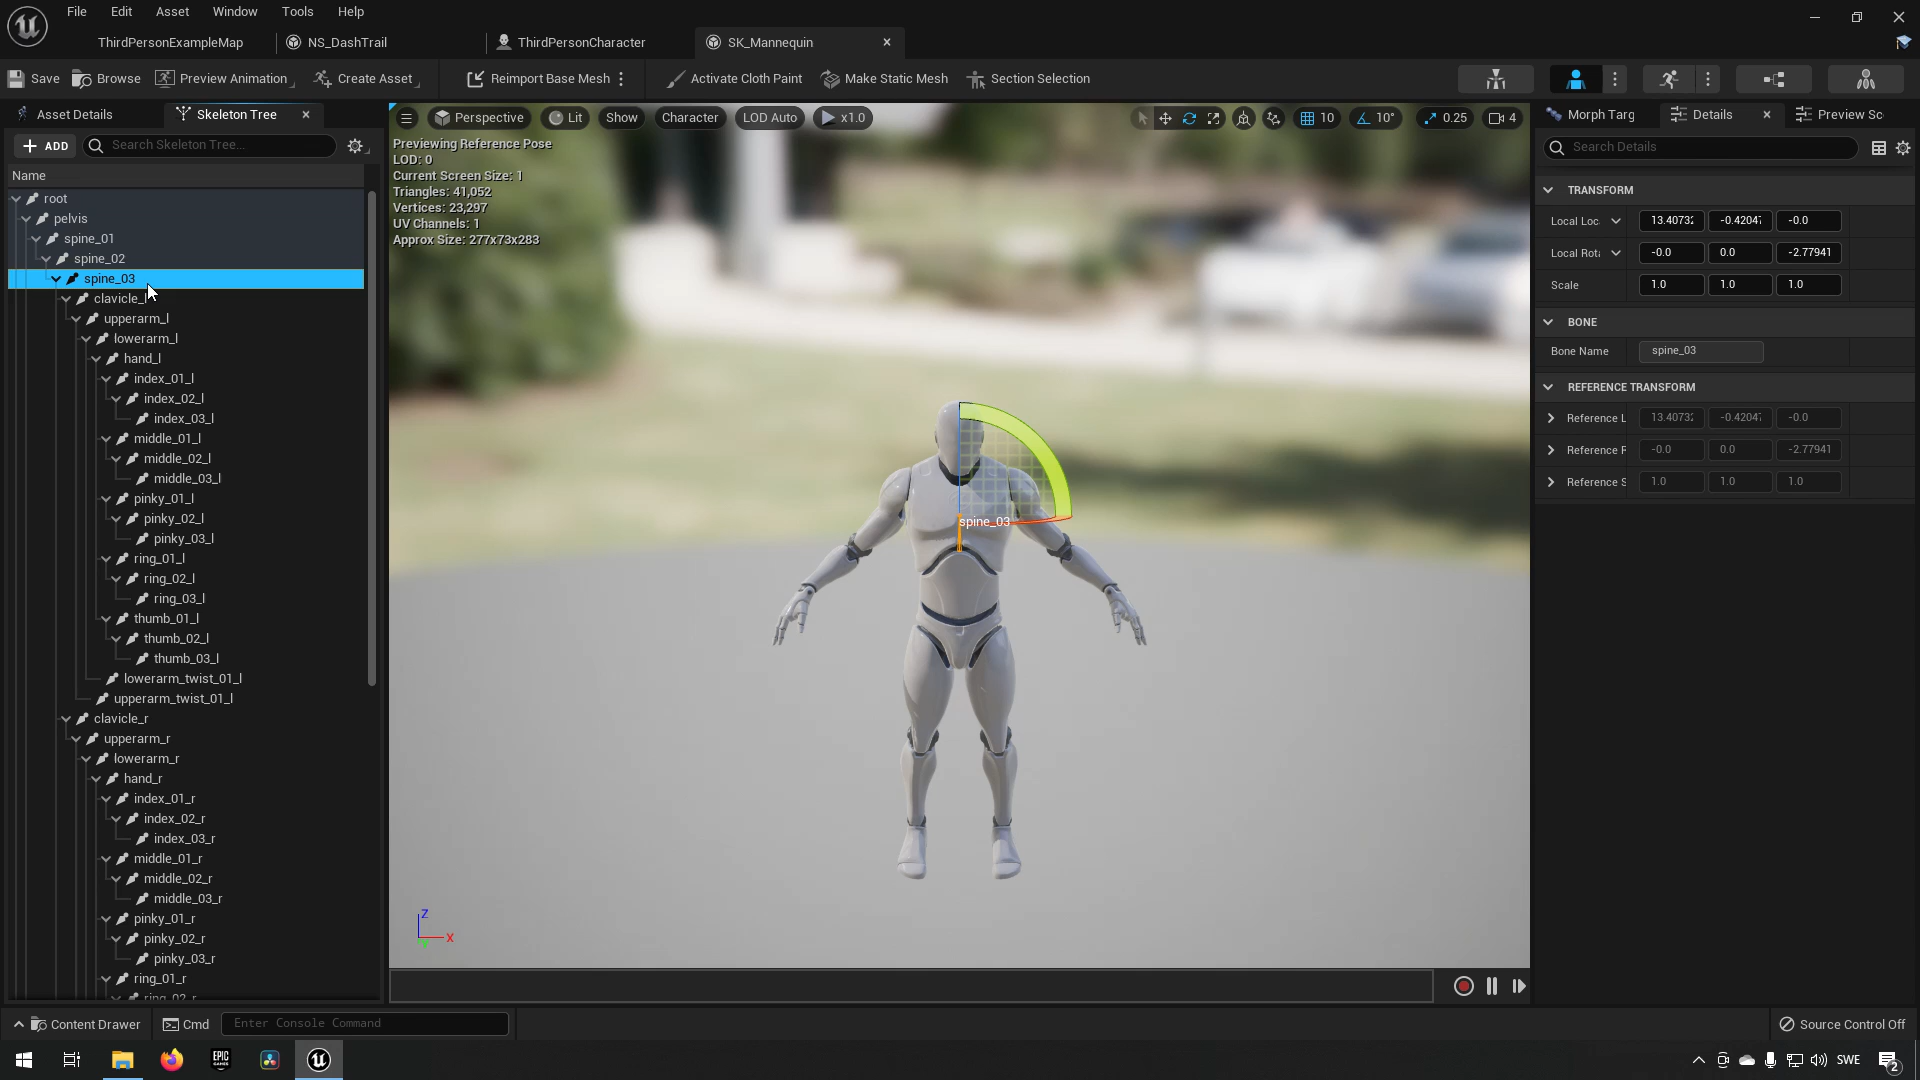 File Edit Asset Window Tools Help
ThirdPersonExampleMap NS_DashTrail ThirdPersonCharacter SK_Mannequin
Save Browse Preview Animation Create Asset Reimport Base Mesh Activate Cloth Paint Make Static Mesh Section Selection
Asset Details Skeleton Tree
ADD Search Skeleton Tree...
Name
root
pelvis
spine_01
spine_02
spine_03
clavicle_l
upperarm_l
lowerarm_l
hand_l
index_01_l
index_02_l
index_03_l
middle_01_l
middle_02_l
middle_03_l
pinky_01_l
pinky_02_l
pinky_03_l
ring_01_l
ring_02_l
ring_03_l
thumb_01_l
thumb_02_l
thumb_03_l
lowerarm_twist_01_l
upperarm_twist_01_l
clavicle_r
upperarm_r
lowerarm_r
hand_r
index_01_r
index_02_r
index_03_r
middle_01_r
middle_02_r
middle_03_r
pinky_01_r
pinky_02_r
pinky_03_r
ring_01_r
ring_02_r
Perspective Lit Show Character LOD Auto x1.0 10 10° 0.25 4
Previewing Reference Pose
LOD: 0
Current Screen Size: 1
Triangles: 41,052
Vertices: 23,297
UV Channels: 1
Approx Size: 277x73x283
spine_03
Z
X
Morph Targ Details Preview Sc
Search Details
TRANSFORM
Local Loc 13.4073 -0.4204 -0.0
Local Rot -0.0 0.0 -2.77941
Scale 1.0 1.0 1.0
BONE
Bone Name spine_03
REFERENCE TRANSFORM
Reference L 13.4073 -0.4204 -0.0
Reference R -0.0 0.0 -2.77941
Reference S 1.0 1.0 1.0
Content Drawer Cmd Enter Console Command Source Control Off
EPIC GAMES SWE 2